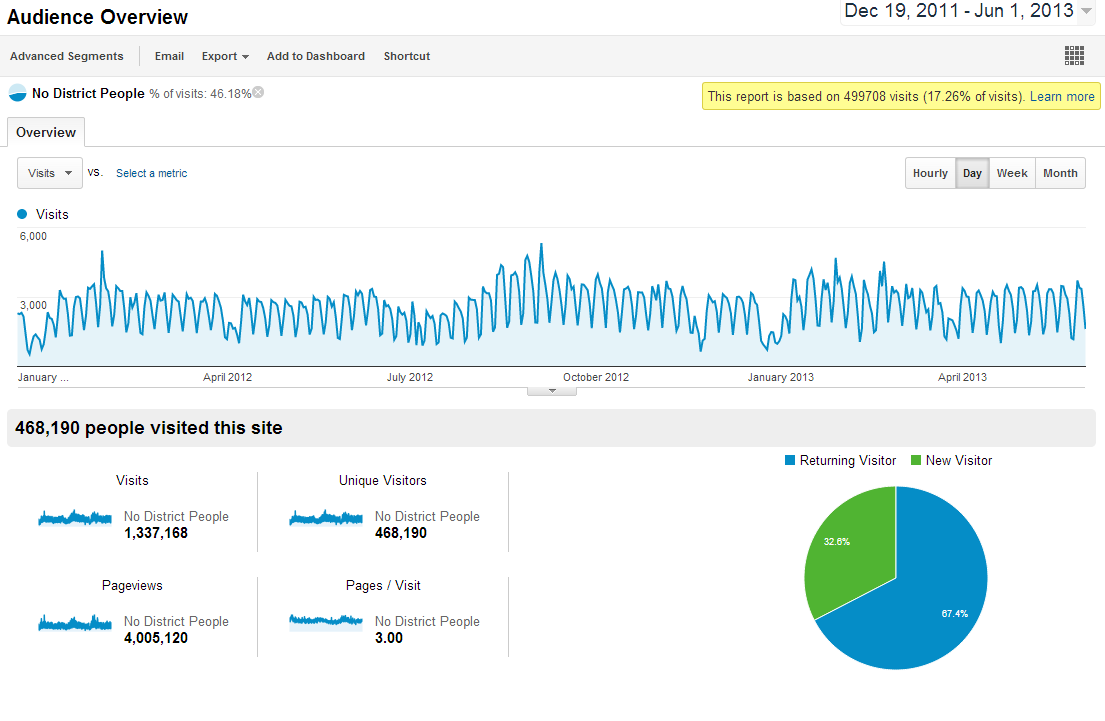 Audience Overview
Dec 19, 2011 - Jun 1, 2013
Advanced Segments Email Export Add to Dashboard Shortcut
No District People % of visits: 46.18%
This report is based on 499708 visits (17.26% of visits). Learn more
Overview
Visits VS. Select a metric
Hourly Day Week Month
Visits
6,000
3,000
January ... April 2012 July 2012 October 2012 January 2013 April 2013
468,190 people visited this site
Returning Visitor New Visitor
Visits Unique Visitors
No District People No District People
1,337,168 468,190
Pageviews Pages / Visit
No District People No District People
4,005,120 3.00
32.6%
67.4%